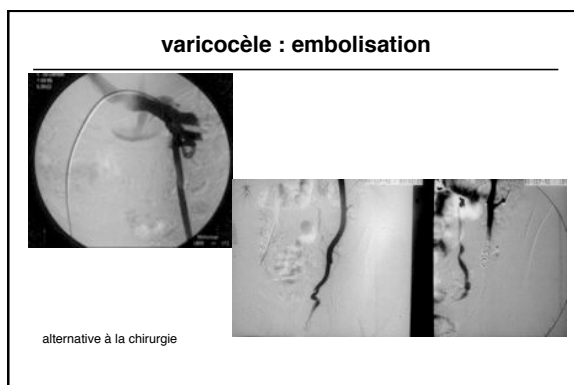 varicocèle : embolisation
alternative à la chirurgie